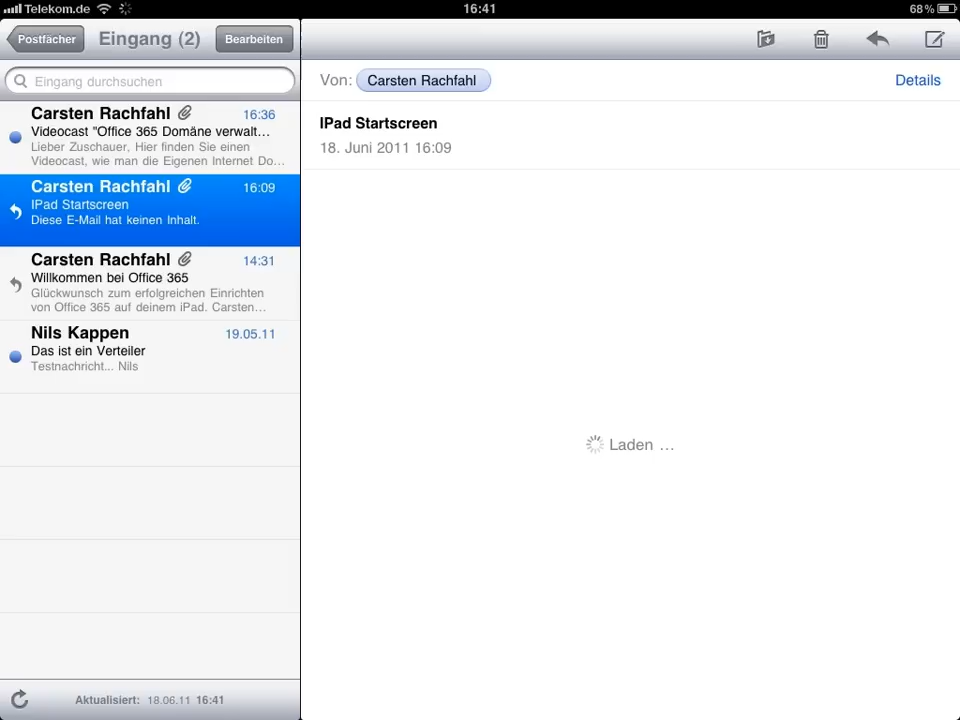 Telekom.de
16:41
68%
Postfächer
Eingang (2)
Bearbeiten
Eingang durchsuchen
Carsten Rachfahl 16:36
Videocast "Office 365 Domäne verwalt…
Lieber Zuschauer, Hier finden Sie einen
Videocast, wie man die Eigenen Internet Do…
Carsten Rachfahl 16:09
IPad Startscreen
Diese E-Mail hat keinen Inhalt.
Carsten Rachfahl 14:31
Willkommen bei Office 365
Glückwunsch zum erfolgreichen Einrichten
von Office 365 auf deinem iPad. Carsten…
Nils Kappen 19.05.11
Das ist ein Verteiler
Testnachricht... Nils
Aktualisiert: 18.06.11 16:41
Von: Carsten Rachfahl Details
IPad Startscreen
18. Juni 2011 16:09
Laden …